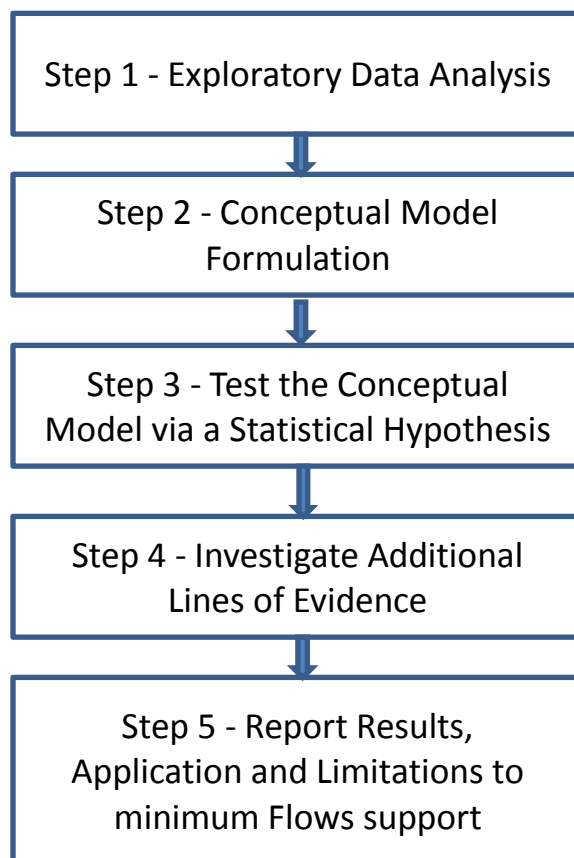 Step 1 - Exploratory Data Analysis
Step 2 - Conceptual Model
Formulation
Step 3 - Test the Conceptual
Model via a Statistical Hypothesis
Step 4 - Investigate Additional
Lines of Evidence
Step 5 - Report Results,
Application and Limitations to
minimum Flows support